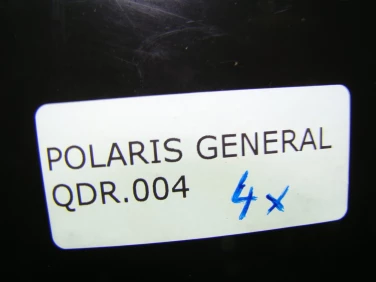 POLARIS GENERAL
QDR.004 4x